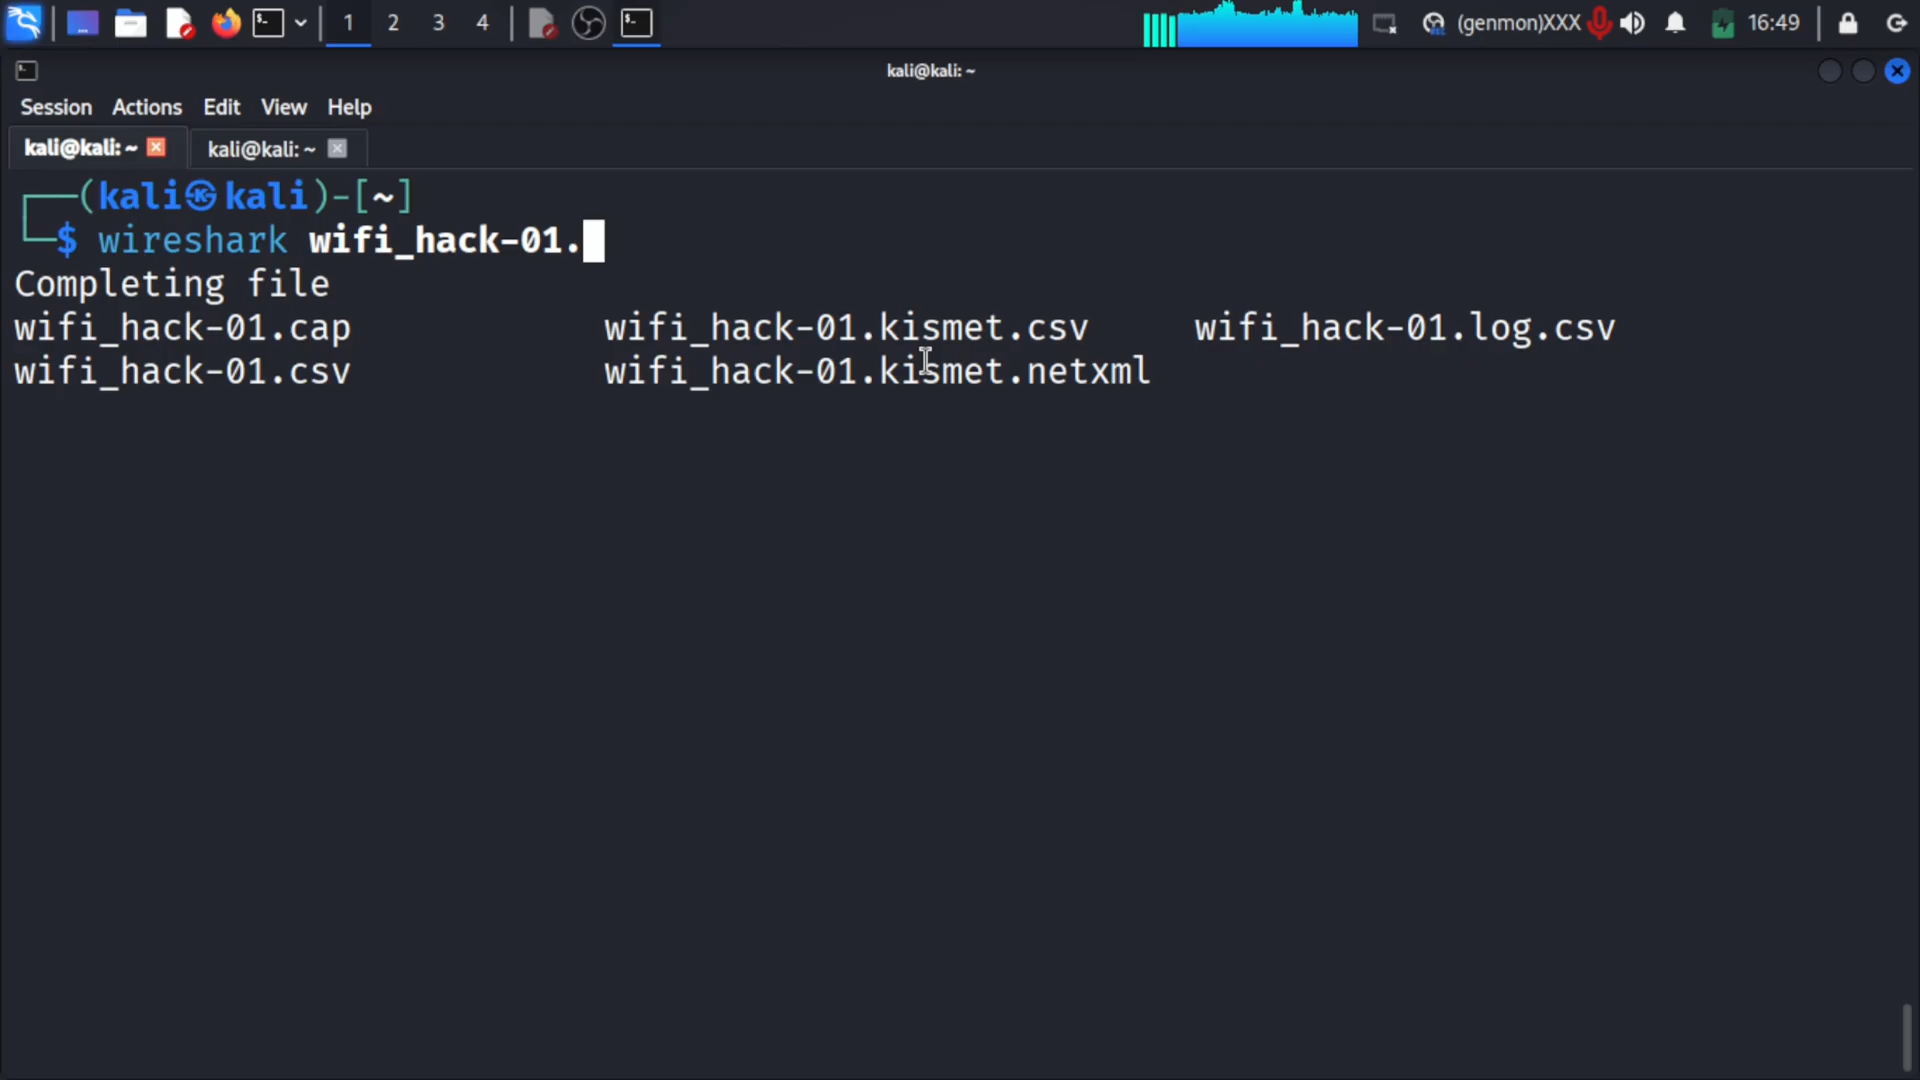 1 2 3 4 (genmon)XXX 16:49
kali@kali: ~
Session Actions Edit View Help
kali@kali: ~ kali@kali: ~
(kali㉿kali)-[~]
$ wireshark wifi_hack-01.
Completing file
wifi_hack-01.cap wifi_hack-01.kismet.csv wifi_hack-01.log.csv
wifi_hack-01.csv wifi_hack-01.kismet.netxml